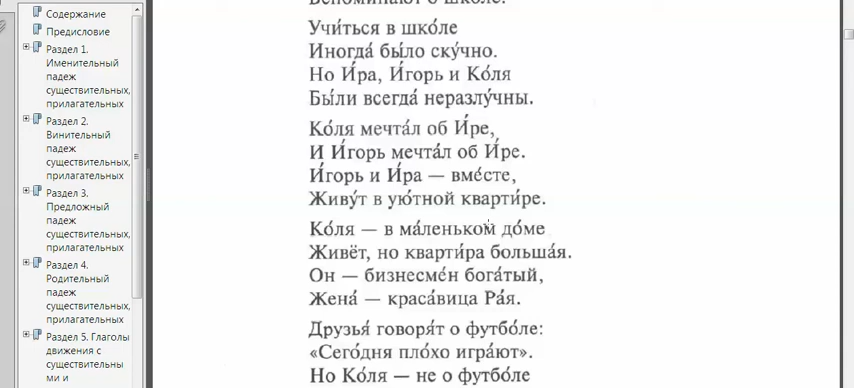 Содержание
Предисловие
Раздел 1.
Именительный
падеж
существительных,
прилагательных
Раздел 2.
Винительный
падеж
существительных,
прилагательных
Раздел 3.
Предложный
падеж
существительных,
прилагательных
Раздел 4.
Родительный
падеж
существительных,
прилагательных
Раздел 5. Глаголы
движения с
существительны
ми и
Вспоминают о школе.
Учи́ться в шко́ле
Иногда́ бы́ло ску́чно.
Но И́ра, И́горь и Ко́ля
Бы́ли всегда́ неразлу́чны.
Ко́ля мечта́л об И́ре,
И И́горь мечта́л об И́ре.
И́горь и И́ра — вме́сте,
Живу́т в ую́тной кварти́ре.
Ко́ля — в ма́леньком до́ме
Живёт, но кварти́ра больша́я.
Он — бизнесме́н бога́тый,
Жена́ — краса́вица Ра́я.
Друзья́ говоря́т о футбо́ле:
«Сего́дня пло́хо игра́ют».
Но Ко́ля — не о футбо́ле